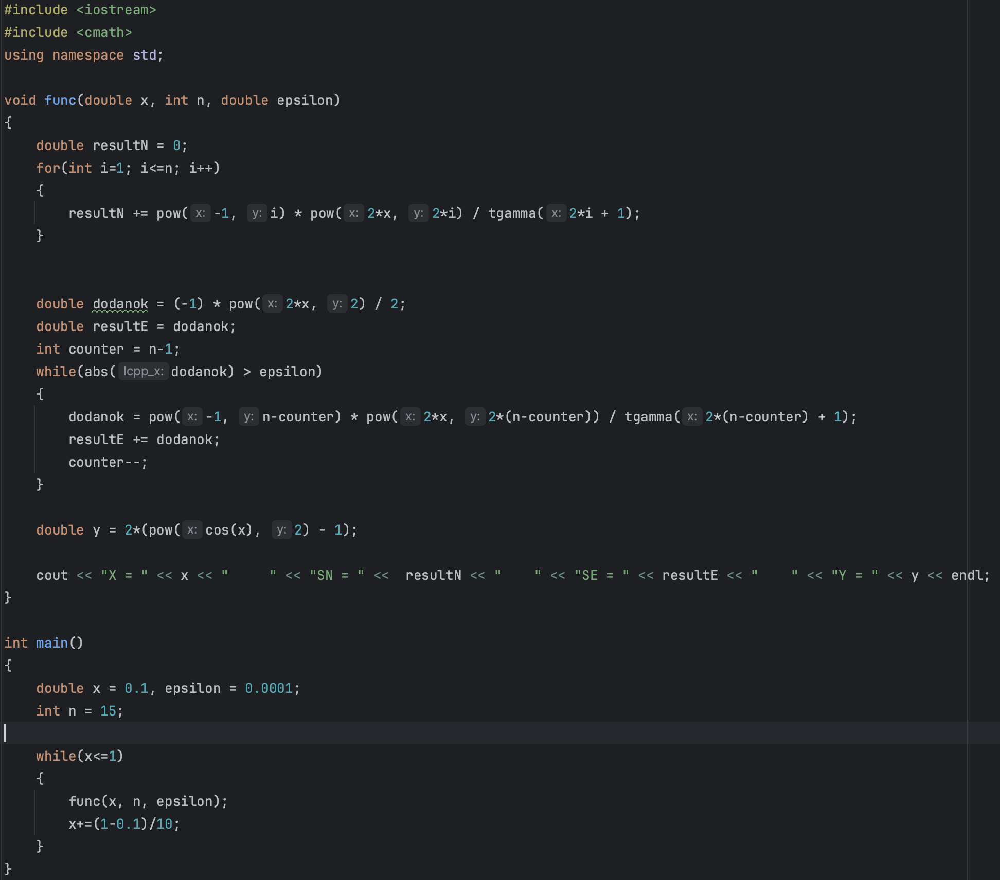 #include <iostream>
#include <cmath>
using namespace std;

void func(double x, int n, double epsilon)
{
    double resultN = 0;
    for(int i=1; i<=n; i++)
    {
        resultN += pow( x: -1,  y: i) * pow( x: 2*x,  y: 2*i) / tgamma( x: 2*i + 1);
    }

    double dodanok = (-1) * pow( x: 2*x,  y: 2) / 2;
    double resultE = dodanok;
    int counter = n-1;
    while(abs( lcpp_x: dodanok) > epsilon)
    {
        dodanok = pow( x: -1,  y: n-counter) * pow( x: 2*x,  y: 2*(n-counter)) / tgamma( x: 2*(n-counter) + 1);
        resultE += dodanok;
        counter--;
    }

    double y = 2*(pow( x: cos(x),  y: 2) - 1);

    cout << "X = " << x << "     " << "SN = " <<  resultN << "    " << "SE = " << resultE << "    " << "Y = " << y << endl;
}

int main()
{
    double x = 0.1, epsilon = 0.0001;
    int n = 15;

    while(x<=1)
    {
        func(x, n, epsilon);
        x+=(1-0.1)/10;
    }
}